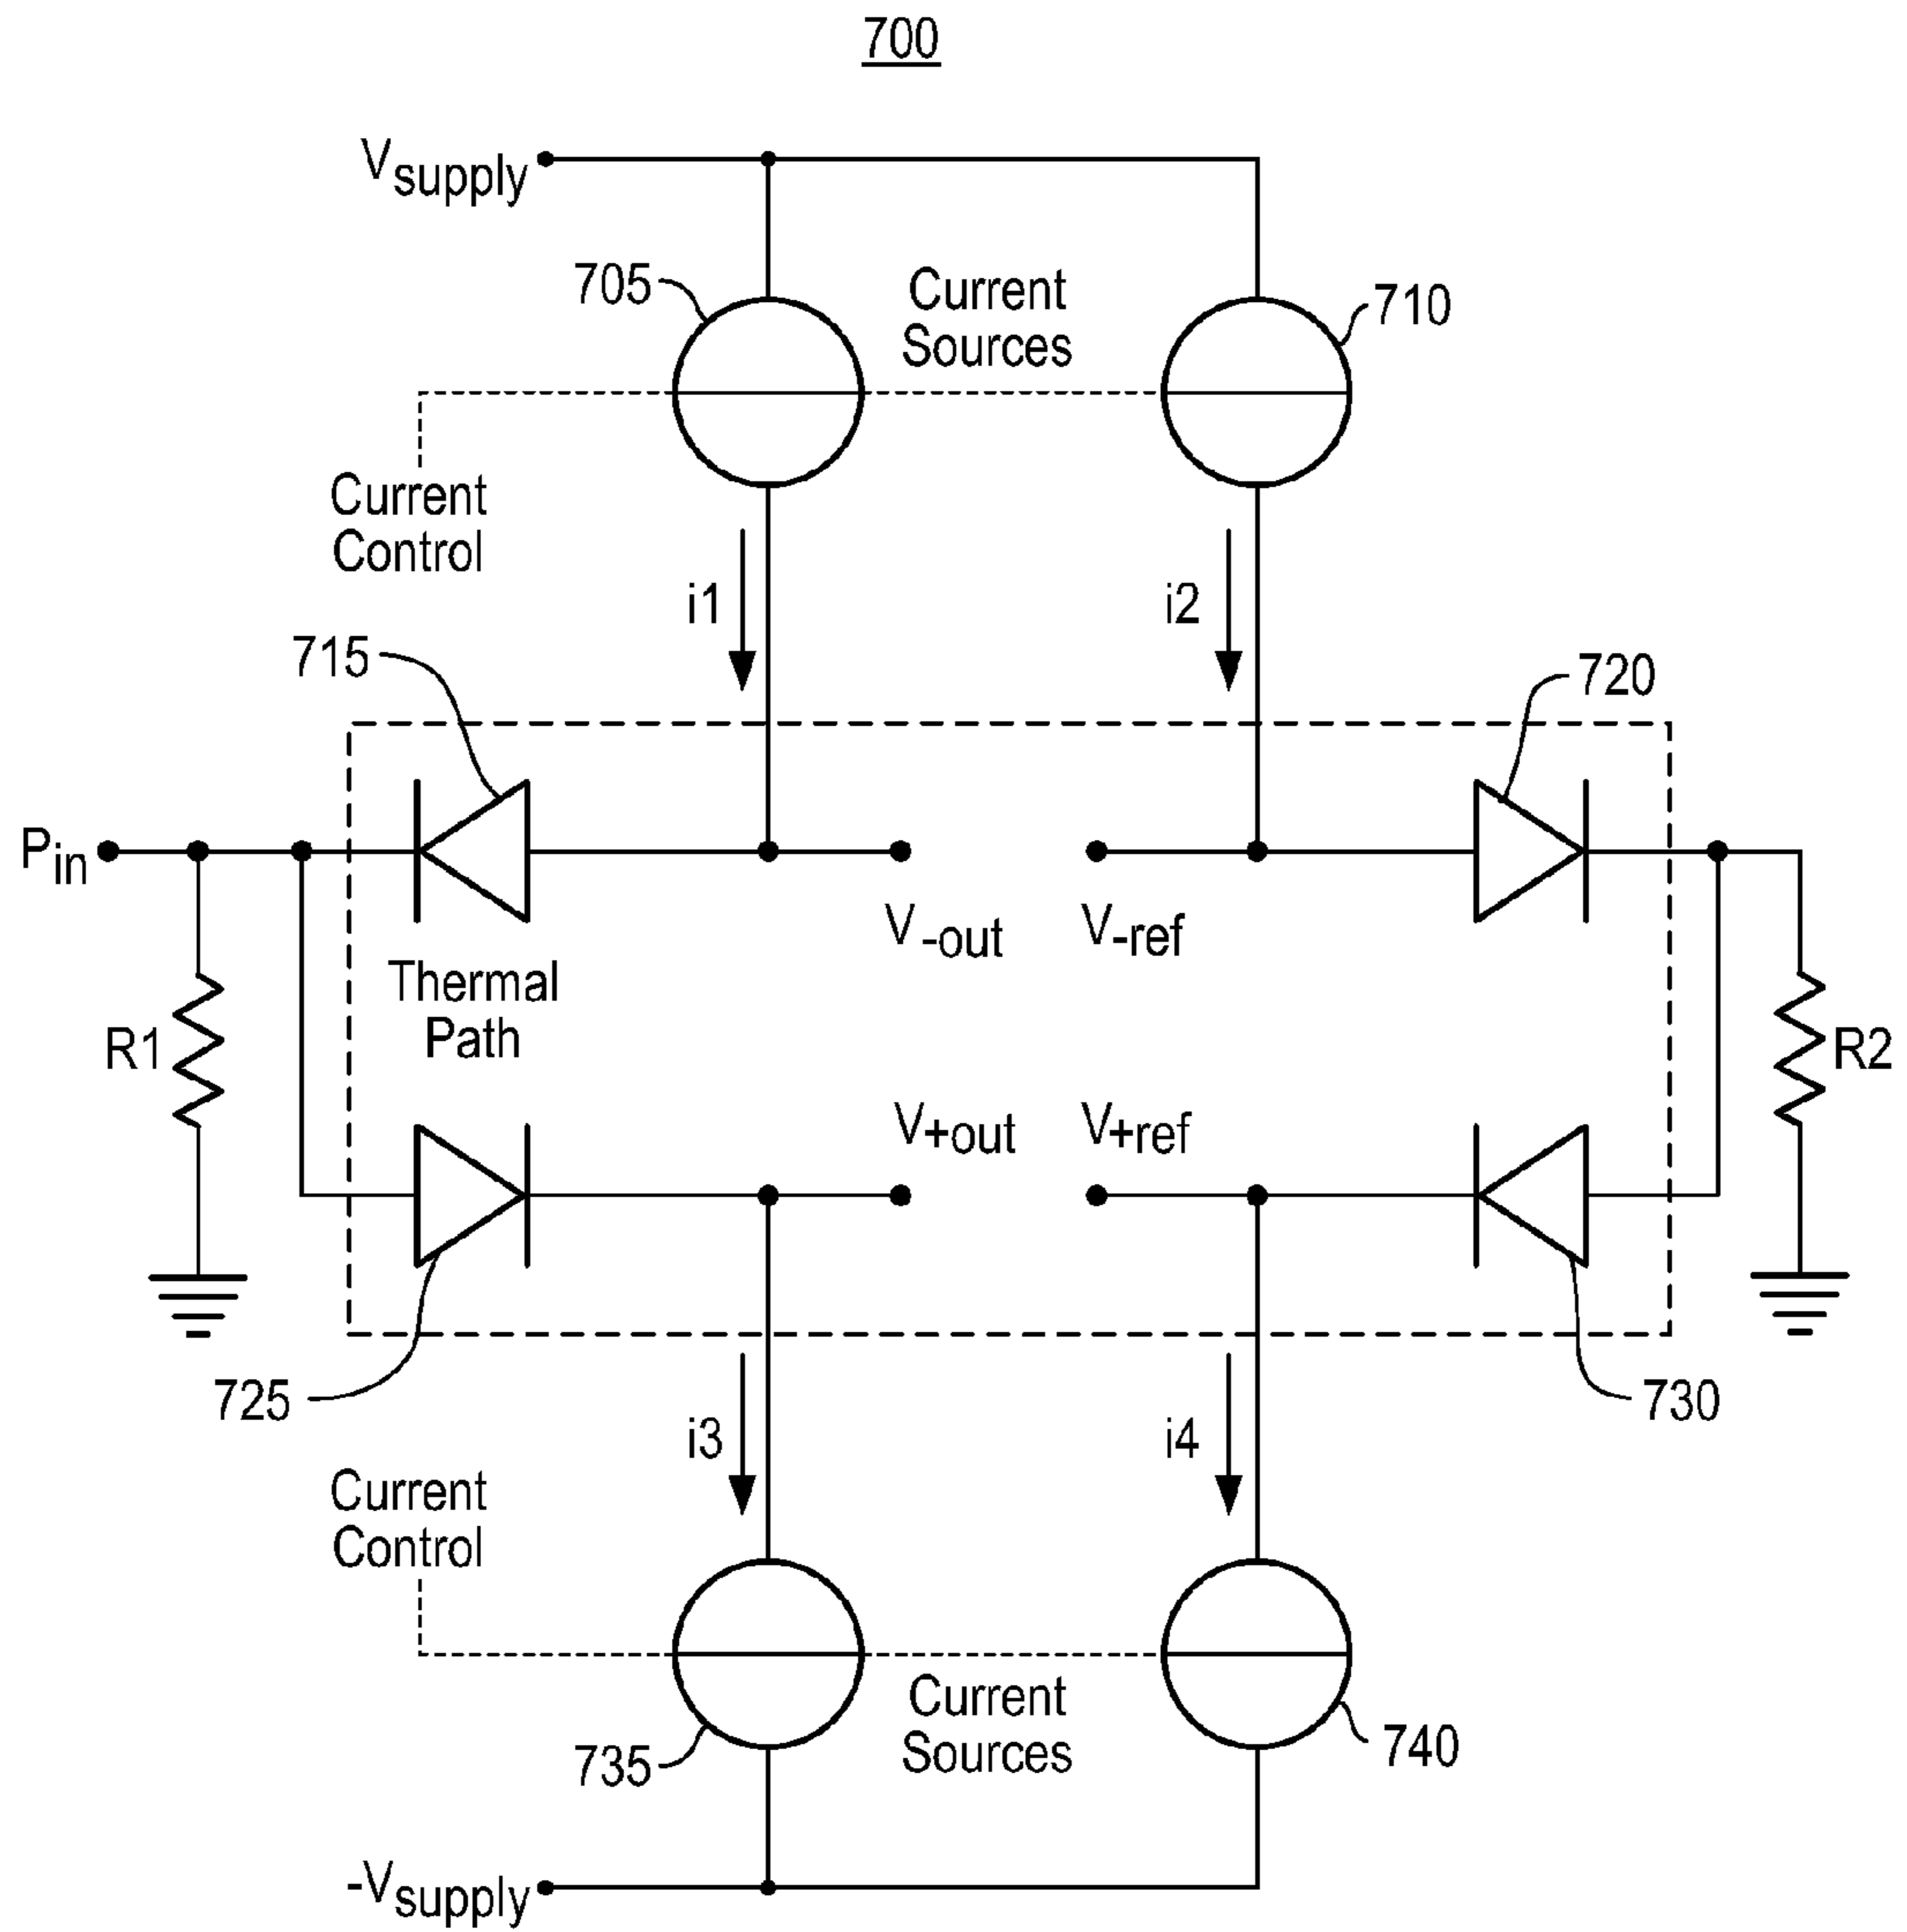 700
Vsupply
705
Current
Sources
710
Current
Control
i1
i2
715
720
Pin
V-out
V-ref
Thermal
Path
R1
R2
V+out
V+ref
725
730
i3
i4
Current
Control
Current
Sources
735
740
-Vsupply